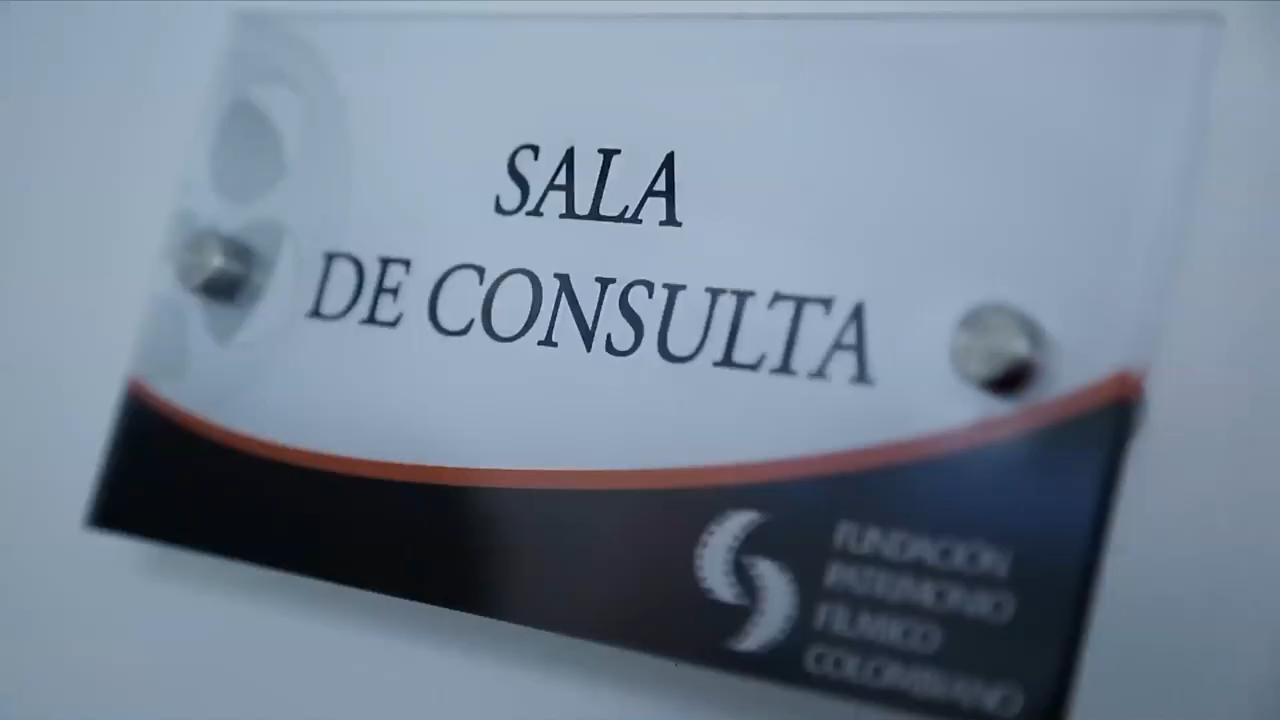 SALA
DE CONSULTA
FUNDACIÓN
PATRIMONIO
FÍLMICO
COLOMBIANO